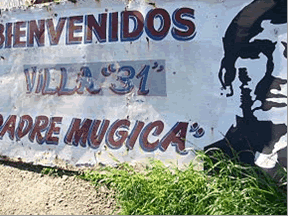 BIENVENIDOS
VILLA "31"
PADRE MUGICA"